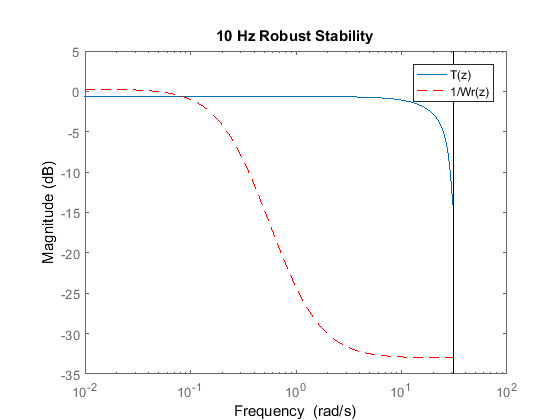 10 Hz Robust Stability
T(z)
1/Wr(z)
Magnitude (dB)
5
0
-5
-10
-15
-20
-25
-30
-35
10^-2
10^-1
10^0
10^1
10^2
Frequency (rad/s)